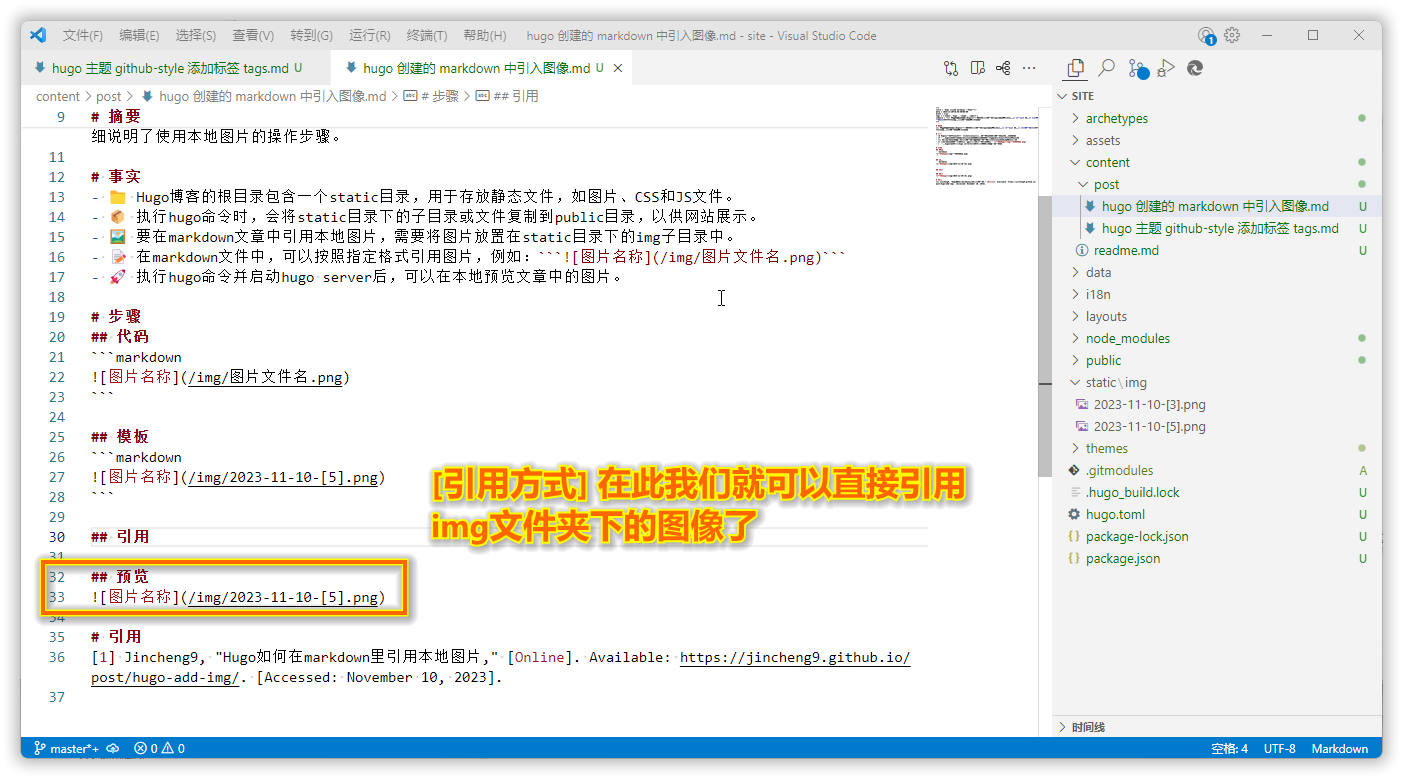 文件(F) 编辑(E) 选择(S) 查看(V) 转到(G) 运行(R) 终端(T) 帮助(H) hugo 创建的 markdown 中引入图像.md - site - Visual Studio Code
hugo 主题 github-style 添加标签 tags.md U
hugo 创建的 markdown 中引入图像.md U
content > post > hugo 创建的 markdown 中引入图像.md > # 步骤 > ## 引用
9 # 摘要
细说明了使用本地图片的操作步骤。
11
12 # 事实
13 - 📁 Hugo博客的根目录包含一个static目录，用于存放静态文件，如图片、CSS和JS文件。
14 - 📦 执行hugo命令时，会将static目录下的子目录或文件复制到public目录，以供网站展示。
15 - 🖼️ 要在markdown文章中引用本地图片，需要将图片放置在static目录下的img子目录中。
16 - 📝 在markdown文件中，可以按照指定格式引用图片，例如：```![图片名称](/img/图片文件名.png)```
17 - 🚀 执行hugo命令并启动hugo server后，可以在本地预览文章中的图片。
18
19 # 步骤
20 ## 代码
21 ```markdown
22 ![图片名称](/img/图片文件名.png)
23 ```
24
25 ## 模板
26 ```markdown
27 ![图片名称](/img/2023-11-10-[5].png)
28 ```
29
30 ## 引用
31
32 ## 预览
33 ![图片名称](/img/2023-11-10-[5].png)
34
35 # 引用
36 [1] Jincheng9, "Hugo如何在markdown里引用本地图片," [Online]. Available: https://jincheng9.github.io/
post/hugo-add-img/. [Accessed: November 10, 2023].
37
[引用方式] 在此我们就可以直接引用
img文件夹下的图像了
1
SITE
archetypes
assets
content
post
hugo 创建的 markdown 中引入图像.md U
hugo 主题 github-style 添加标签 tags.md U
readme.md U
data
i18n
layouts
node_modules
public
static\img
2023-11-10-[3].png
2023-11-10-[5].png
themes
.gitmodules A
.hugo_build.lock U
hugo.toml U
package-lock.json U
package.json U
时间线
master*+ 0 0 空格: 4 UTF-8 Markdown